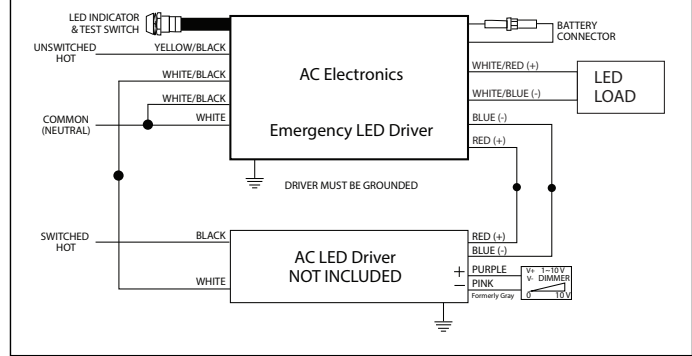 LED INDICATOR
& TEST SWITCH
UNSWITCHED
HOT
YELLOW/BLACK
WHITE/BLACK
WHITE/BLACK
COMMON
(NEUTRAL)
WHITE
AC Electronics
Emergency LED Driver
BATTERY
CONNECTOR
WHITE/RED (+)
WHITE/BLUE (-)
LED
LOAD
BLUE (-)
RED (+)
DRIVER MUST BE GROUNDED
SWITCHED
HOT
BLACK
WHITE
AC LED Driver
NOT INCLUDED
RED (+)
BLUE (-)
+ PURPLE
− PINK
Formerly Gray
V+ 1~10 V
V- DIMMER
0 10 V